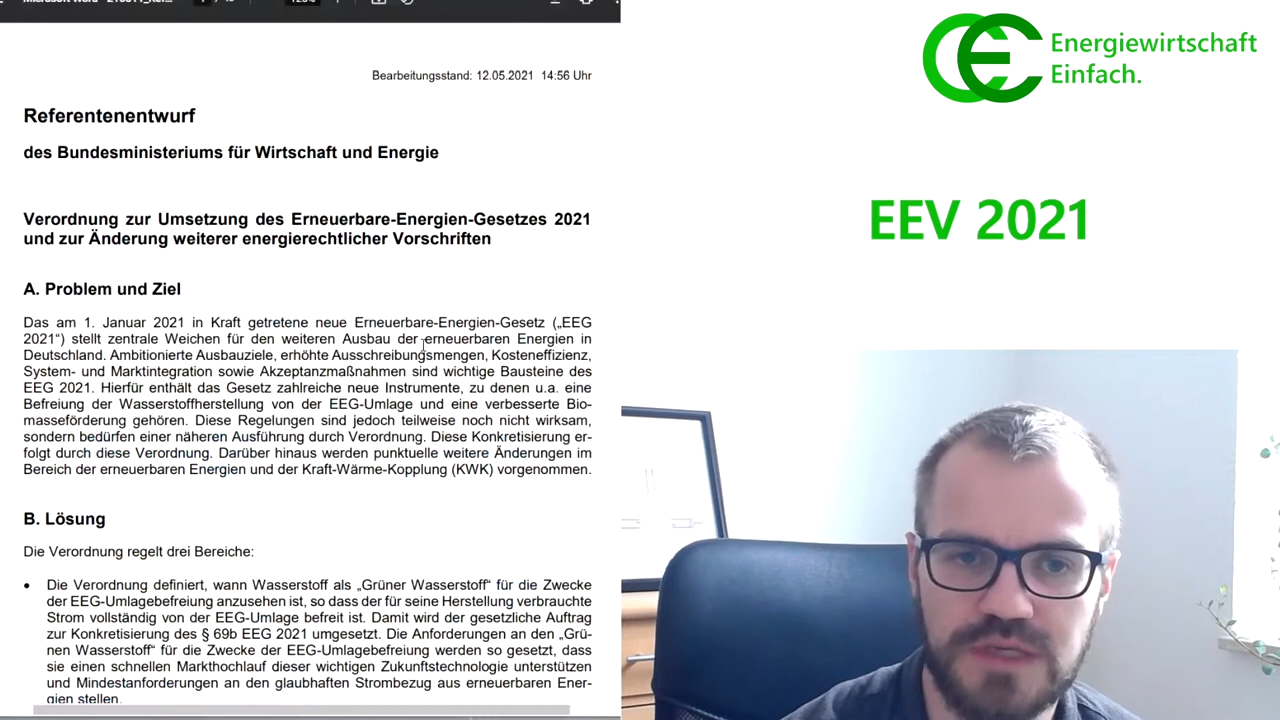 Bearbeitungsstand: 12.05.2021 14:56 Uhr
Referentenentwurf
des Bundesministeriums für Wirtschaft und Energie
Verordnung zur Umsetzung des Erneuerbare-Energien-Gesetzes 2021
und zur Änderung weiterer energierechtlicher Vorschriften
A. Problem und Ziel
Das am 1. Januar 2021 in Kraft getretene neue Erneuerbare-Energien-Gesetz („EEG
2021“) stellt zentrale Weichen für den weiteren Ausbau der erneuerbaren Energien in
Deutschland. Ambitionierte Ausbauziele, erhöhte Ausschreibungsmengen, Kosteneffizienz,
System- und Marktintegration sowie Akzeptanzmaßnahmen sind wichtige Bausteine des
EEG 2021. Hierfür enthält das Gesetz zahlreiche neue Instrumente, zu denen u.a. eine
Befreiung der Wasserstoffherstellung von der EEG-Umlage und eine verbesserte Bio-
masseförderung gehören. Diese Regelungen sind jedoch teilweise noch nicht wirksam,
sondern bedürfen einer näheren Ausführung durch Verordnung. Diese Konkretisierung er-
folgt durch diese Verordnung. Darüber hinaus werden punktuelle weitere Änderungen im
Bereich der erneuerbaren Energien und der Kraft-Wärme-Kopplung (KWK) vorgenommen.
B. Lösung
Die Verordnung regelt drei Bereiche:
• Die Verordnung definiert, wann Wasserstoff als „Grüner Wasserstoff“ für die Zwecke
der EEG-Umlagebefreiung anzusehen ist, so dass der für seine Herstellung verbrauchte
Strom vollständig von der EEG-Umlage befreit ist. Damit wird der gesetzliche Auftrag
zur Konkretisierung des § 69b EEG 2021 umgesetzt. Die Anforderungen an den „Grü-
nen Wasserstoff“ für die Zwecke der EEG-Umlagebefreiung werden so gesetzt, dass
sie einen schnellen Markthochlauf dieser wichtigen Zukunftstechnologie unterstützen
und Mindestanforderungen an den glaubhaften Strombezug aus erneuerbaren Ener-
gien stellen.
Energiewirtschaft
Einfach.
EEV 2021